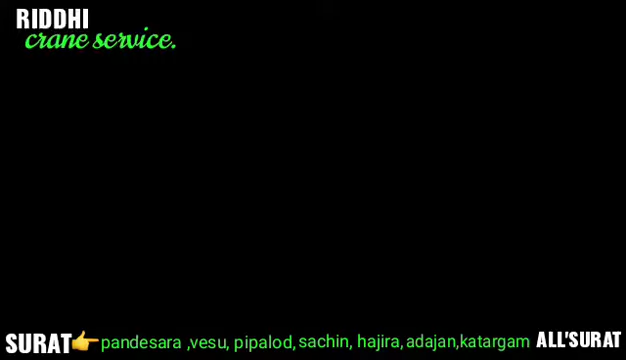 RIDDHI
crane service.
SURAT👉pandesara ,vesu, pipalod, sachin, hajira, adajan,katargam ALL'SURAT